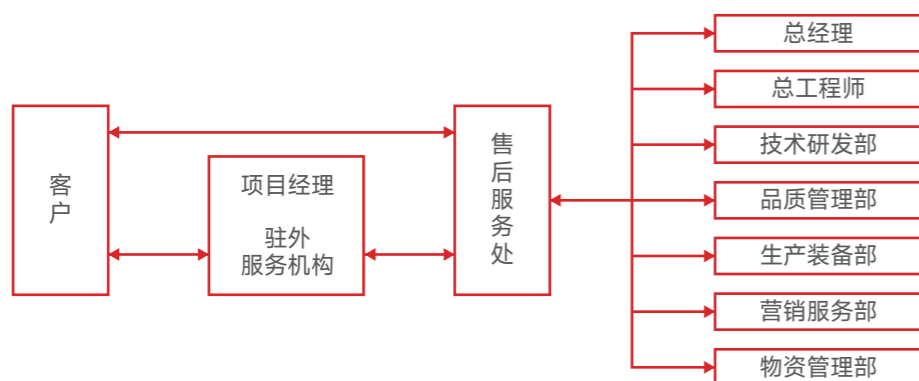 客户
项目经理
驻外
服务机构
售后服务处
总经理
总工程师
技术研发部
品质管理部
生产装备部
营销服务部
物资管理部